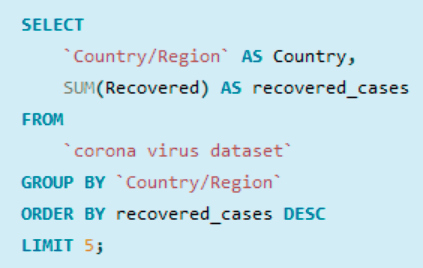 SELECT
`Country/Region` AS Country,
SUM(Recovered) AS recovered_cases
FROM
`corona virus dataset`
GROUP BY `Country/Region`
ORDER BY recovered_cases DESC
LIMIT 5;